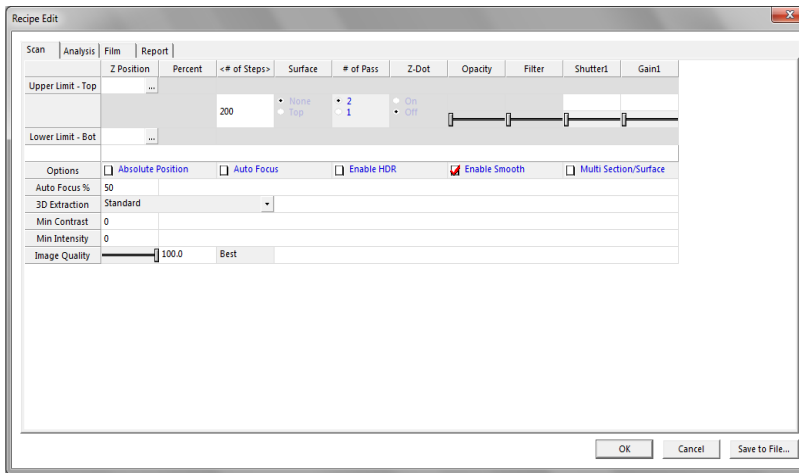 Recipe Edit
X
Scan Analysis Film Report
Z Position Percent <# of Steps> Surface # of Pass Z-Dot Opacity Filter Shutter1 Gain1
Upper Limit - Top ...
200 None 2 On
Top 1 Off
Lower Limit - Bot ...
Options Absolute Position Auto Focus Enable HDR Enable Smooth Multi Section/Surface
Auto Focus % 50
3D Extraction Standard
Min Contrast 0
Min Intensity 0
Image Quality 100.0 Best
OK Cancel Save to File...